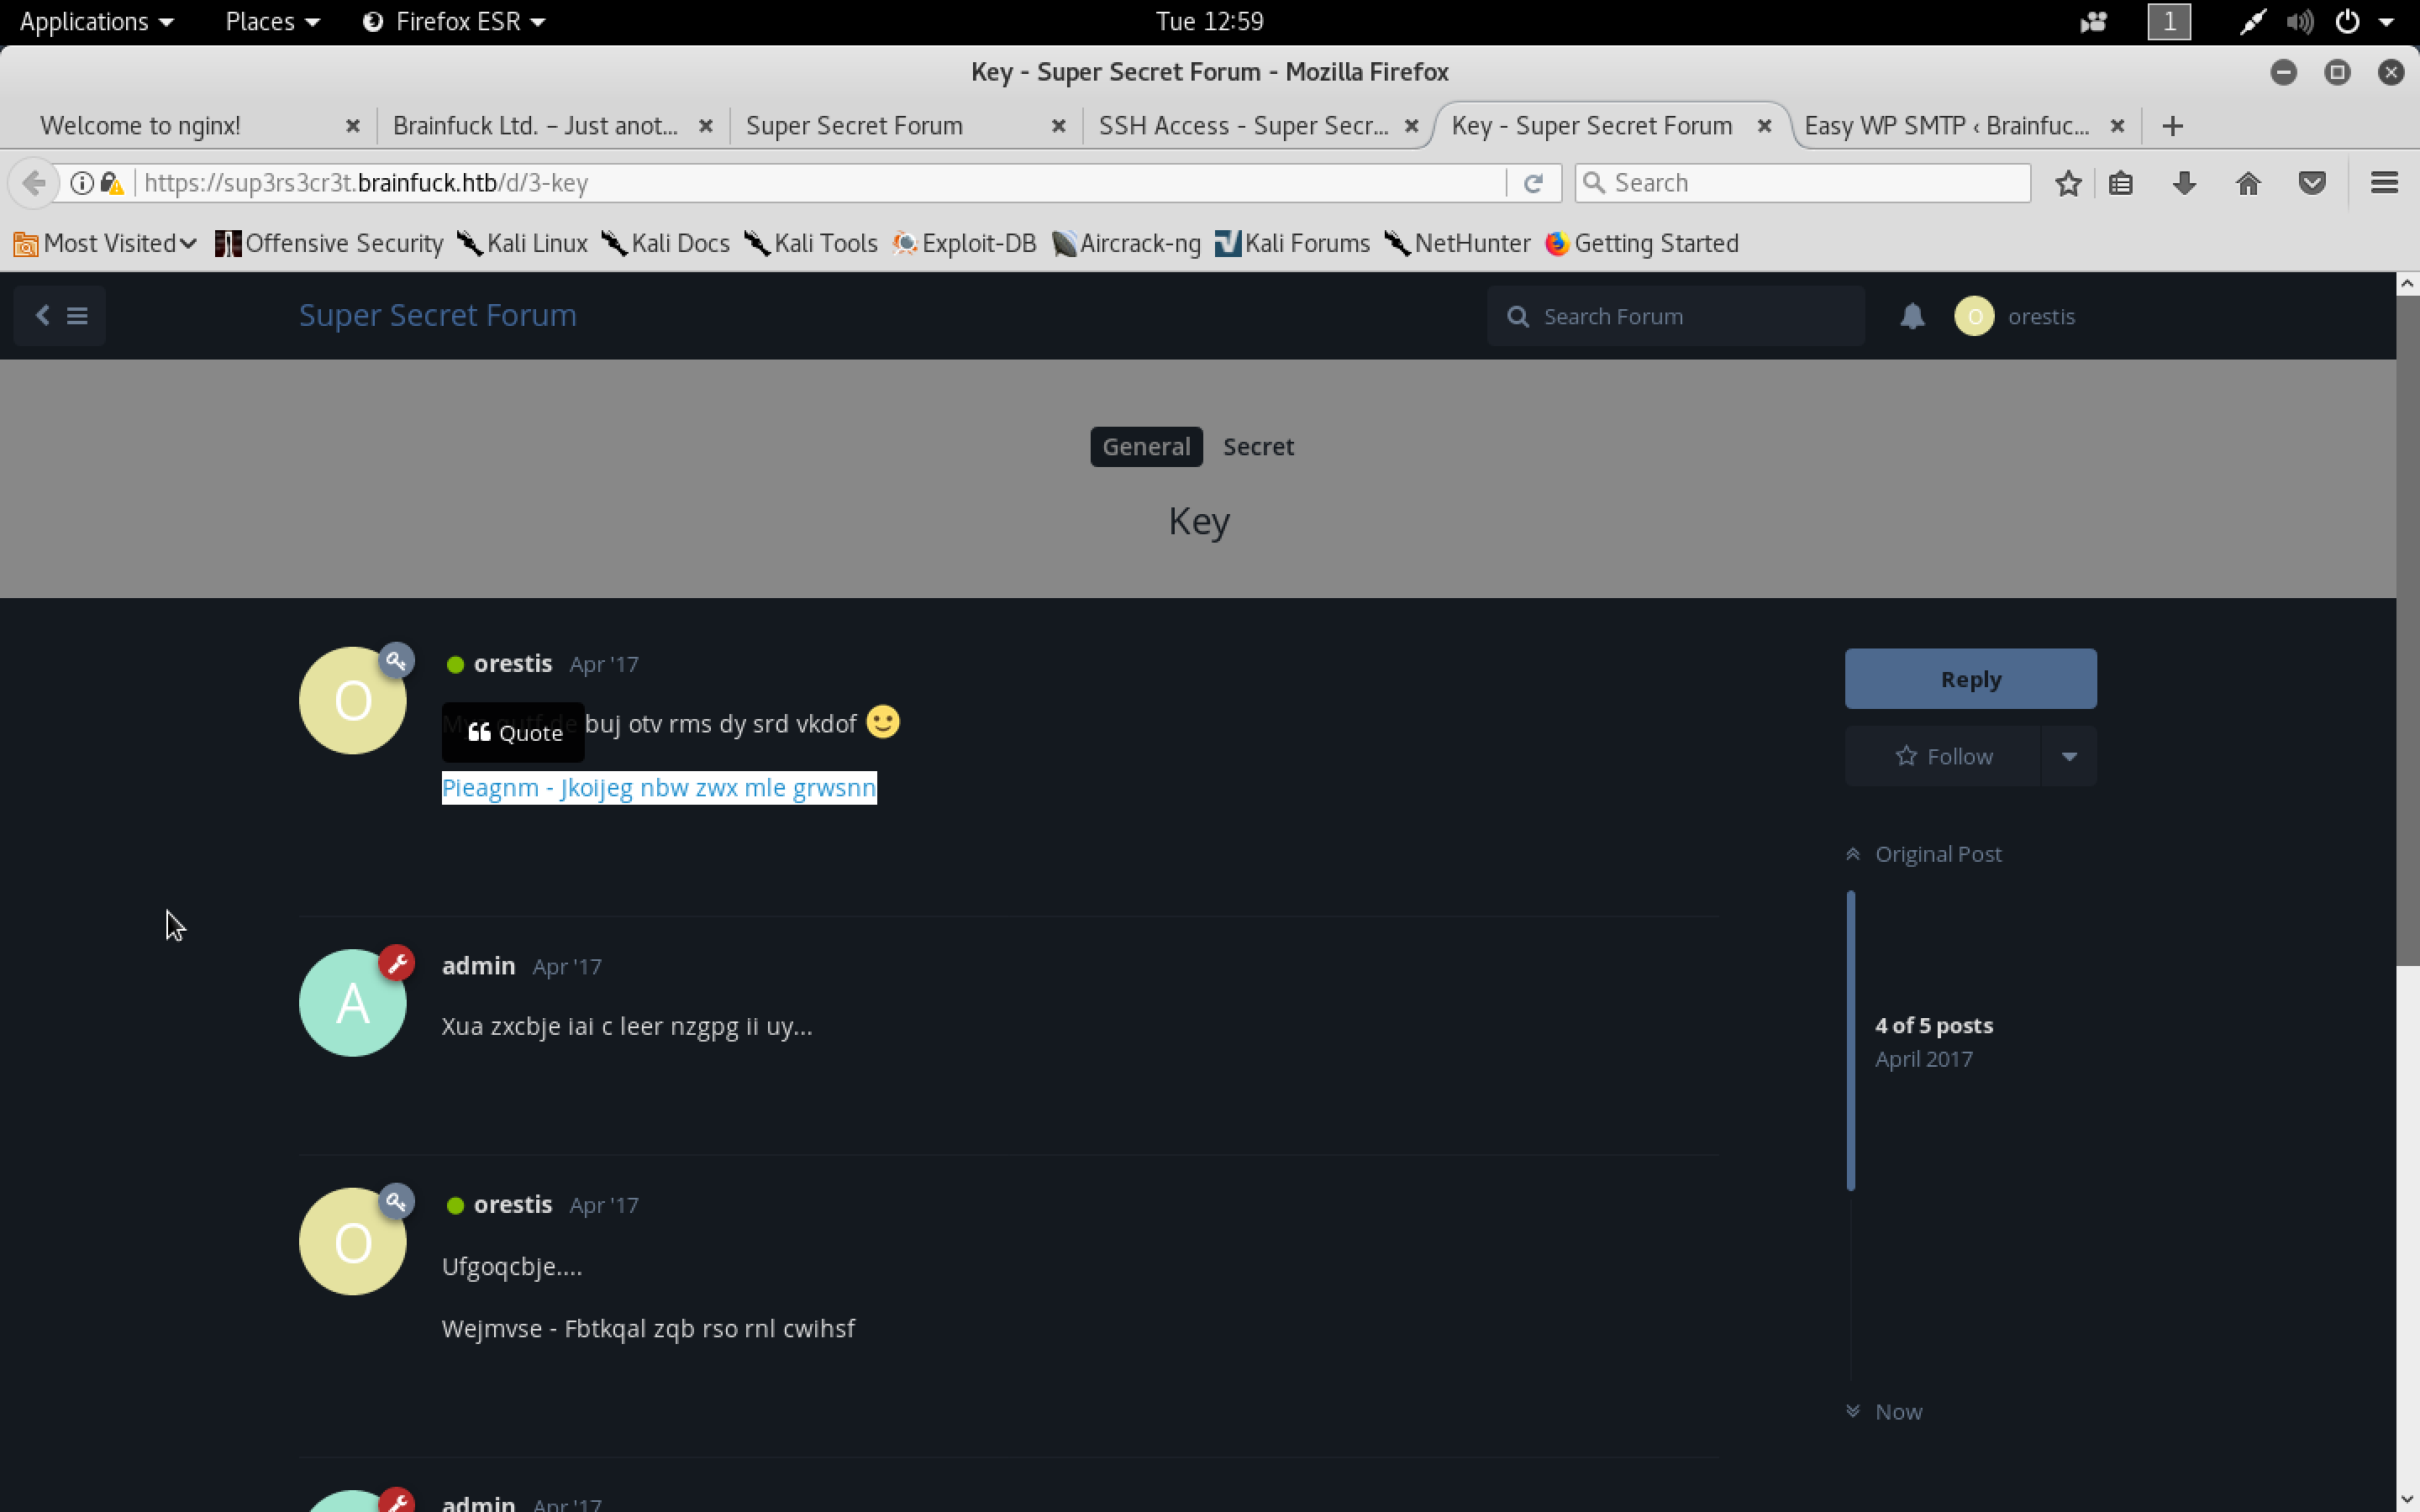 Applications Places Firefox ESR Tue 12:59 1
Key - Super Secret Forum - Mozilla Firefox
Welcome to nginx! Brainfuck Ltd. – Just anot... Super Secret Forum SSH Access - Super Secr... Key - Super Secret Forum Easy WP SMTP ‹ Brainfuc...
https://sup3rs3cr3t.brainfuck.htb/d/3-key Search
Most Visited Offensive Security Kali Linux Kali Docs Kali Tools Exploit-DB Aircrack-ng Kali Forums NetHunter Getting Started
Super Secret Forum Search Forum O orestis
General Secret
Key
O orestis Apr '17
Reply
buj otv rms dy srd vkdof
Quote
Follow
Pieagnm - Jkoijeg nbw zwx mle grwsnn
Original Post
A admin Apr '17
Xua zxcbje iai c leer nzgpg ii uy...
4 of 5 posts
April 2017
O orestis Apr '17
Ufgoqcbje....
Wejmvse - Fbtkqal zqb rso rnl cwihsf
Now
admin Apr '17